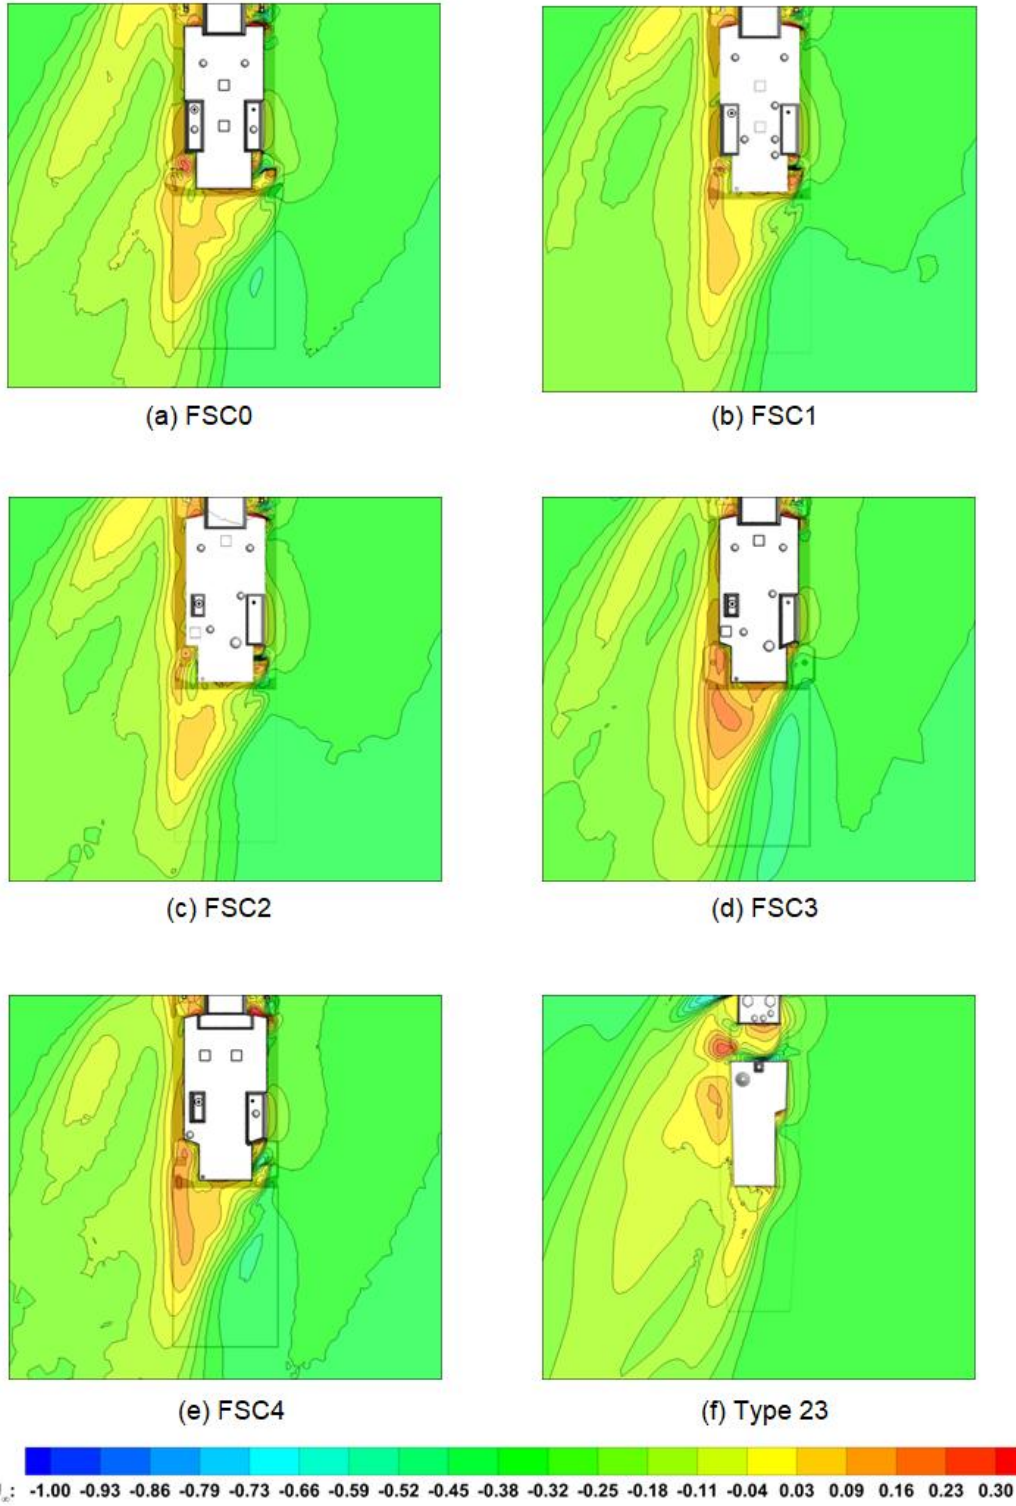 (a) FSC0
(b) FSC1
(c) FSC2
(d) FSC3
(e) FSC4
(f) Type 23
-1.00 -0.93 -0.86 -0.79 -0.73 -0.66 -0.59 -0.52 -0.45 -0.38 -0.32 -0.25 -0.18 -0.11 -0.04 0.03 0.09 0.16 0.23 0.30